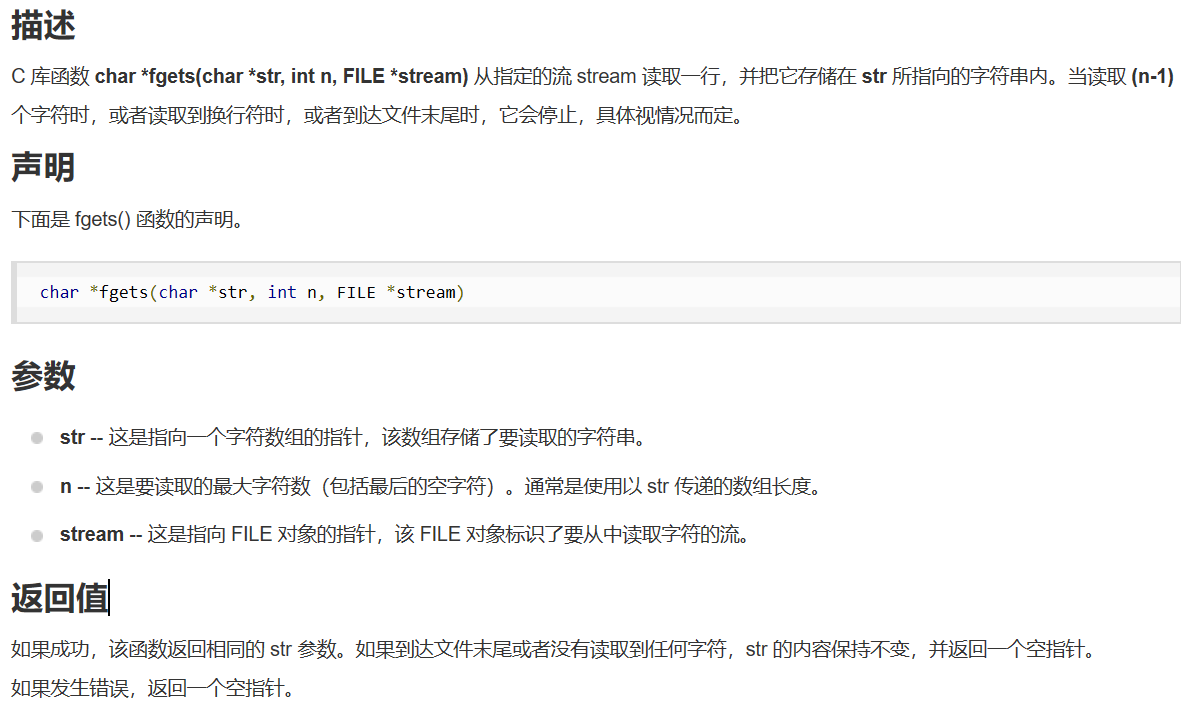 描述
C 库函数 char *fgets(char *str, int n, FILE *stream) 从指定的流 stream 读取一行，并把它存储在 str 所指向的字符串内。当读取 (n-1)
个字符时，或者读取到换行符时，或者到达文件末尾时，它会停止，具体视情况而定。
声明
下面是 fgets() 函数的声明。
char *fgets(char *str, int n, FILE *stream)
参数
str -- 这是指向一个字符数组的指针，该数组存储了要读取的字符串。
n -- 这是要读取的最大字符数（包括最后的空字符）。通常是使用以 str 传递的数组长度。
stream -- 这是指向 FILE 对象的指针，该 FILE 对象标识了要从中读取字符的流。
返回值
如果成功，该函数返回相同的 str 参数。如果到达文件末尾或者没有读取到任何字符，str 的内容保持不变，并返回一个空指针。
如果发生错误，返回一个空指针。